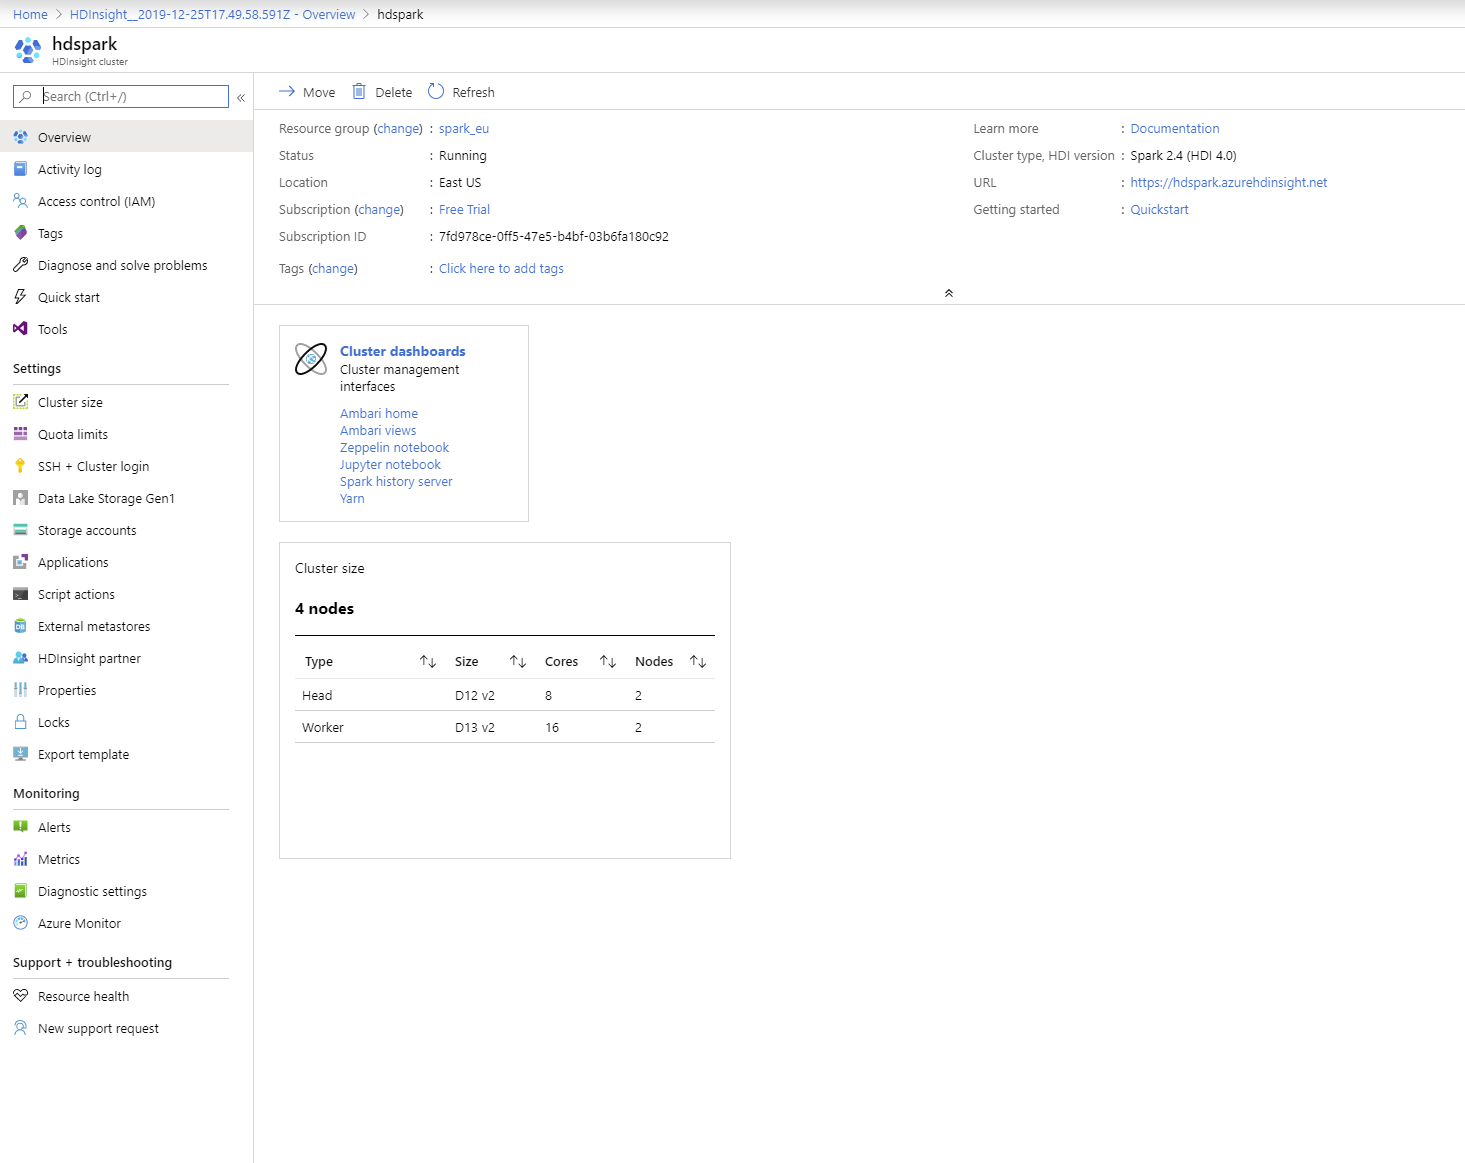 Home > HDInsight__2019-12-25T17.49.58.591Z - Overview > hdspark
hdspark
HDInsight cluster
Search (Ctrl+/)
«
Overview
Activity log
Access control (IAM)
Tags
Diagnose and solve problems
Quick start
Tools
Settings
Cluster size
Quota limits
SSH + Cluster login
Data Lake Storage Gen1
Storage accounts
Applications
Script actions
External metastores
HDInsight partner
Properties
Locks
Export template
Monitoring
Alerts
Metrics
Diagnostic settings
Azure Monitor
Support + troubleshooting
Resource health
New support request
Move Delete Refresh
Resource group (change) : spark_eu
Status : Running
Location : East US
Subscription (change) : Free Trial
Subscription ID : 7fd978ce-0ff5-47e5-b4bf-03b6fa180c92
Tags (change) : Click here to add tags
Learn more : Documentation
Cluster type, HDI version : Spark 2.4 (HDI 4.0)
URL : https://hdspark.azurehdinsight.net
Getting started : Quickstart
Cluster dashboards
Cluster management
interfaces
Ambari home
Ambari views
Zeppelin notebook
Jupyter notebook
Spark history server
Yarn
Cluster size
4 nodes
Type Size Cores Nodes
Head D12 v2 8 2
Worker D13 v2 16 2